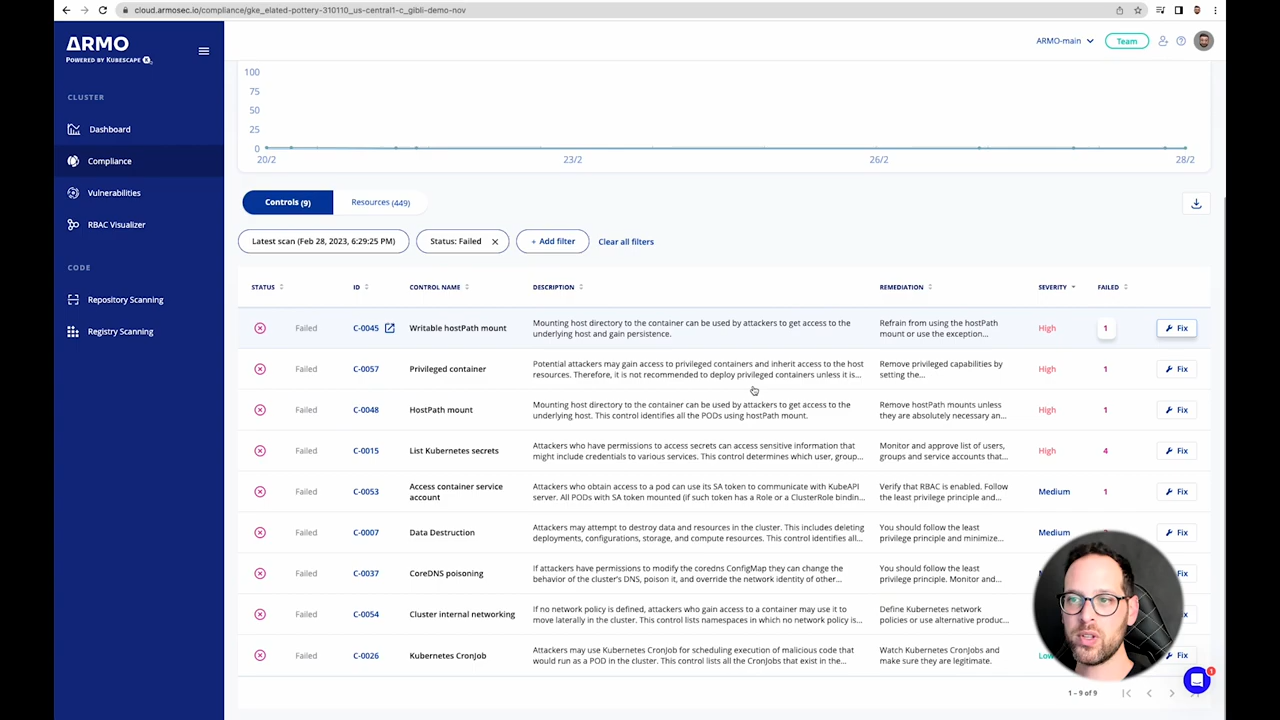 cloud.armosec.io/compliance/gke_elated-pottery-310110_us-central1-c_gibli-demo-nov
ARMO
POWERED BY KUBESCAPE
ARMO-main
Team
CLUSTER
Dashboard
Compliance
Vulnerabilities
RBAC Visualizer
CODE
Repository Scanning
Registry Scanning
100
75
50
25
0
20/2
23/2
26/2
28/2
Controls (9)
Resources (449)
Latest scan (Feb 28, 2023, 6:29:25 PM)
Status: Failed
+ Add filter
Clear all filters
STATUS
ID
CONTROL NAME
DESCRIPTION
REMEDIATION
SEVERITY
FAILED
Failed
C-0045
Writable hostPath mount
Mounting host directory to the container can be used by attackers to get access to the
underlying host and gain persistence.
Refrain from using the hostPath
mount or use the exception...
High
1
Fix
Failed
C-0057
Privileged container
Potential attackers may gain access to privileged containers and inherit access to the host
resources. Therefore, it is not recommended to deploy privileged containers unless it is...
Remove privileged capabilities by
setting the...
High
1
Fix
Failed
C-0048
HostPath mount
Mounting host directory to the container can be used by attackers to get access to the
underlying host. This control identifies all the PODs using hostPath mount.
Remove hostPath mounts unless
they are absolutely necessary an...
High
1
Fix
Failed
C-0015
List Kubernetes secrets
Attackers who have permissions to access secrets can access sensitive information that
might include credentials to various services. This control determines which user, group...
Monitor and approve list of users,
groups and service accounts that...
High
4
Fix
Failed
C-0053
Access container service
account
Attackers who obtain access to a pod can use its SA token to communicate with KubeAPI
server. All PODs with SA token mounted (if such token has a Role or a ClusterRole bindin...
Verify that RBAC is enabled. Follow
the least privilege principle and...
Medium
1
Fix
Failed
C-0007
Data Destruction
Attackers may attempt to destroy data and resources in the cluster. This includes deleting
deployments, configurations, storage, and compute resources. This control identifies all...
You should follow the least
privilege principle and minimize...
Medium
Fix
Failed
C-0037
CoreDNS poisoning
If attackers have permissions to modify the coredns ConfigMap they can change the
behavior of the cluster's DNS, poison it, and override the network identity of other...
You should follow the least
privilege principle. Monitor and...
Fix
Failed
C-0054
Cluster internal networking
If no network policy is defined, attackers who gain access to a container may use it to
move laterally in the cluster. This control lists namespaces in which no network policy is...
Define Kubernetes network
policies or use alternative produc...
Failed
C-0026
Kubernetes CronJob
Attackers may use Kubernetes CronJob for scheduling execution of malicious code that
would run as a POD in the cluster. This control lists all the CronJobs that exist in the...
Watch Kubernetes CronJobs and
make sure they are legitimate.
Fix
1 – 9 of 9
1